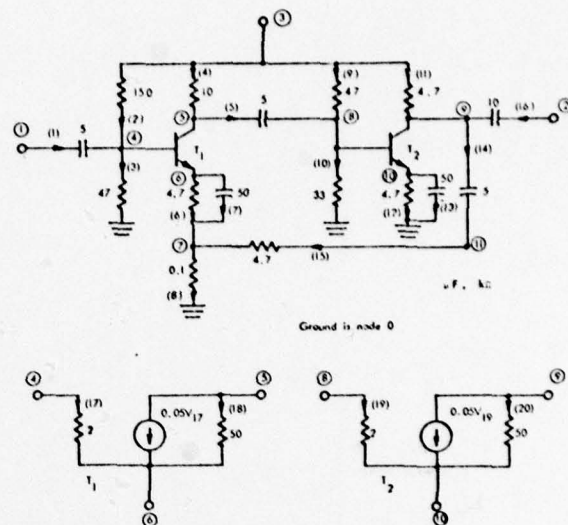 ③
(4) (9) (11)
150 10 47 4.7
(2) ⑤ (5) 5 ⑧ ⑨ 10 (16)
① (1) 5 ④ T1 T2 ②
(3) (10) (14)
⑥ 50 ⑩ 50
47 4.7 33 4.7 5
(6) (7) (12) (13)
⑦ (15) ⑪
0.1 4.7
(8) kΩ
Ground is node 0
④ ⑤ ⑧ ⑨
(17) 0.05V17 (18) (19) 0.05V19 (20)
2 50 2 50
T1 T2
⑥ ⑩